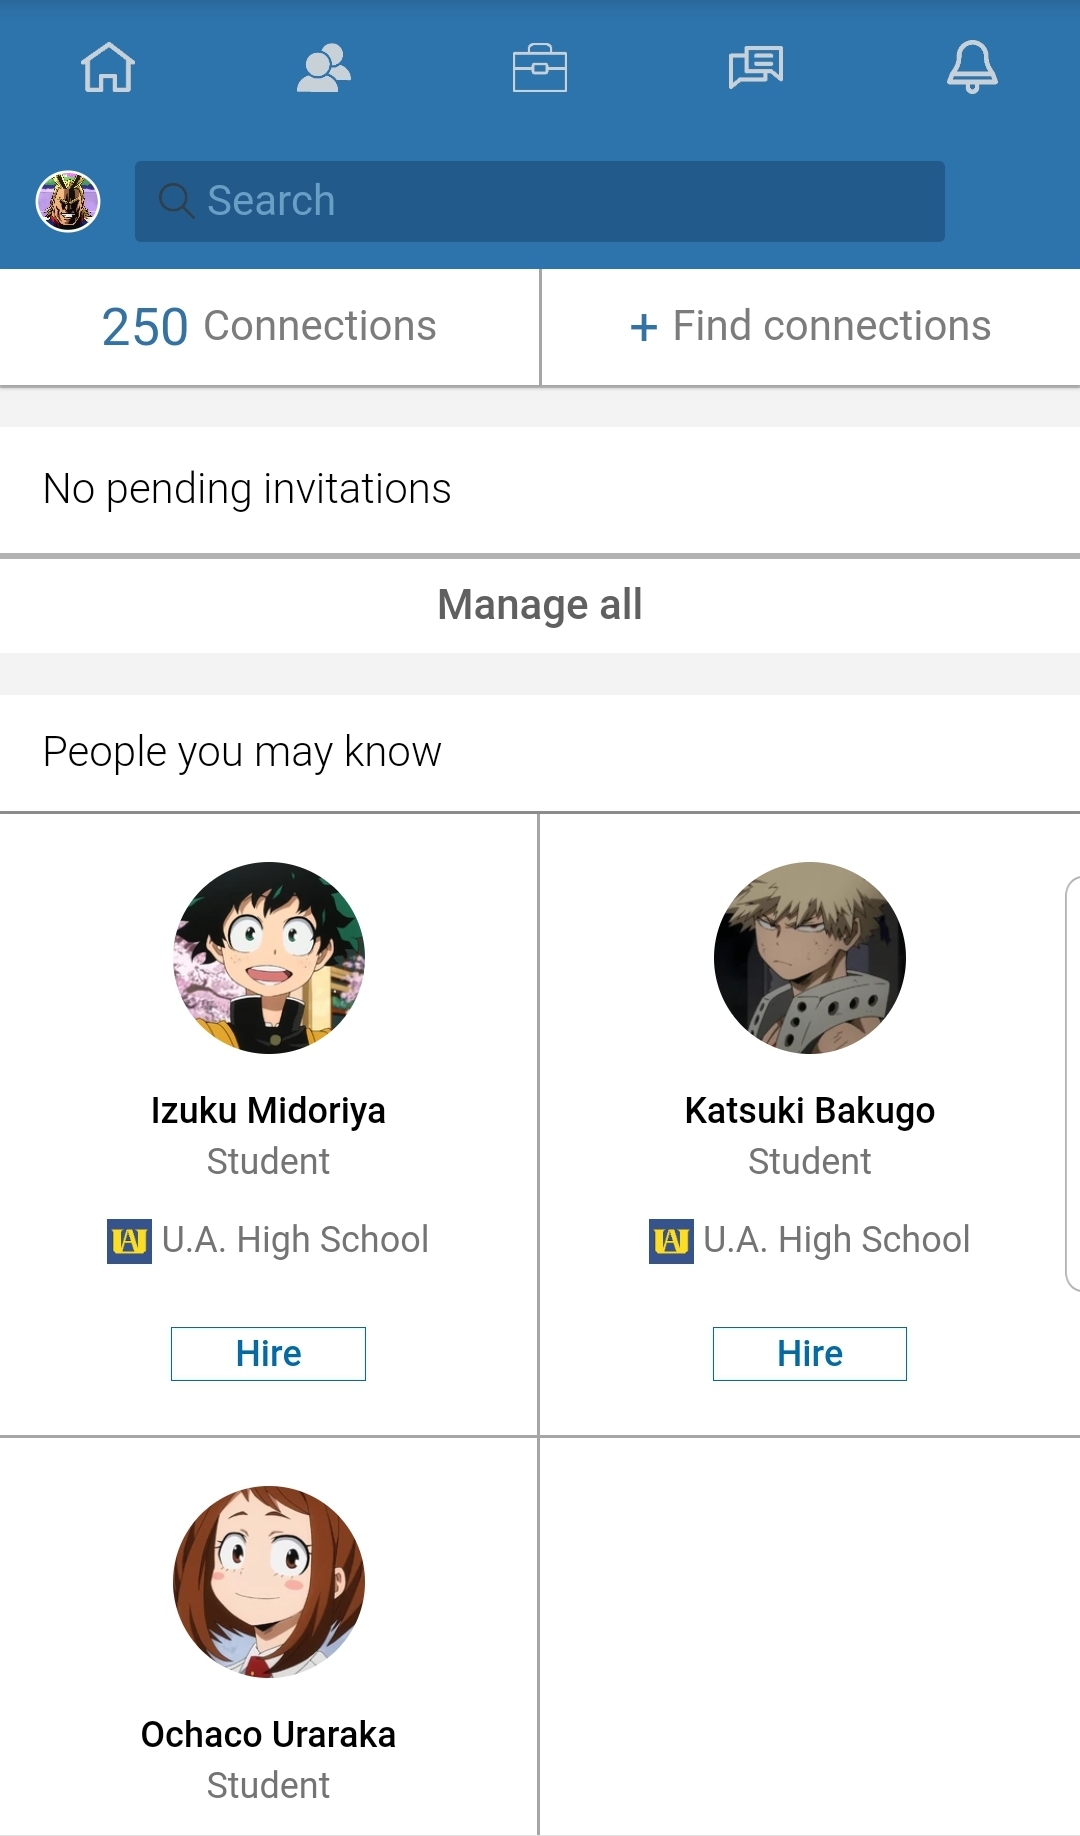 Search
250 Connections
+ Find connections
No pending invitations
Manage all
People you may know
Izuku Midoriya
Student
UA U.A. High School
Hire
Katsuki Bakugo
Student
UA U.A. High School
Hire
Ochaco Uraraka
Student